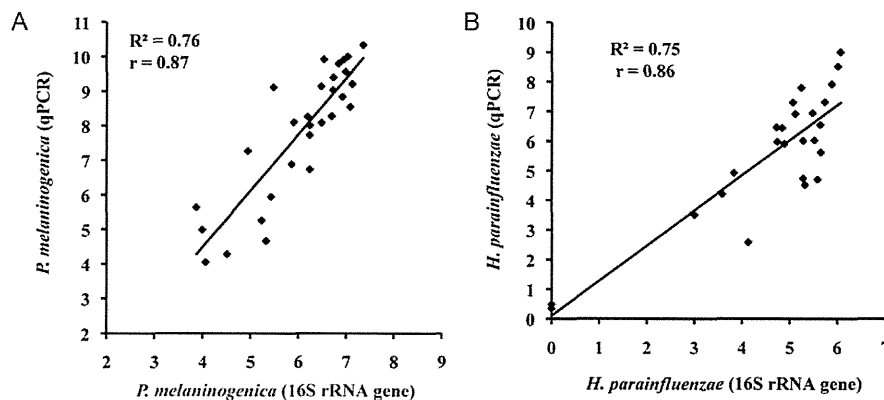 A
R² = 0.76
r = 0.87
P. melaninogenica (qPCR)
11
10
9
8
7
6
5
4
3
2
2 3 4 5 6 7 8 9
P. melaninogenica (16S rRNA gene)
B
R² = 0.75
r = 0.86
H. parainfluenzae (qPCR)
10
9
8
7
6
5
4
3
2
1
0
0 1 2 3 4 5 6 7
H. parainfluenzae (16S rRNA gene)